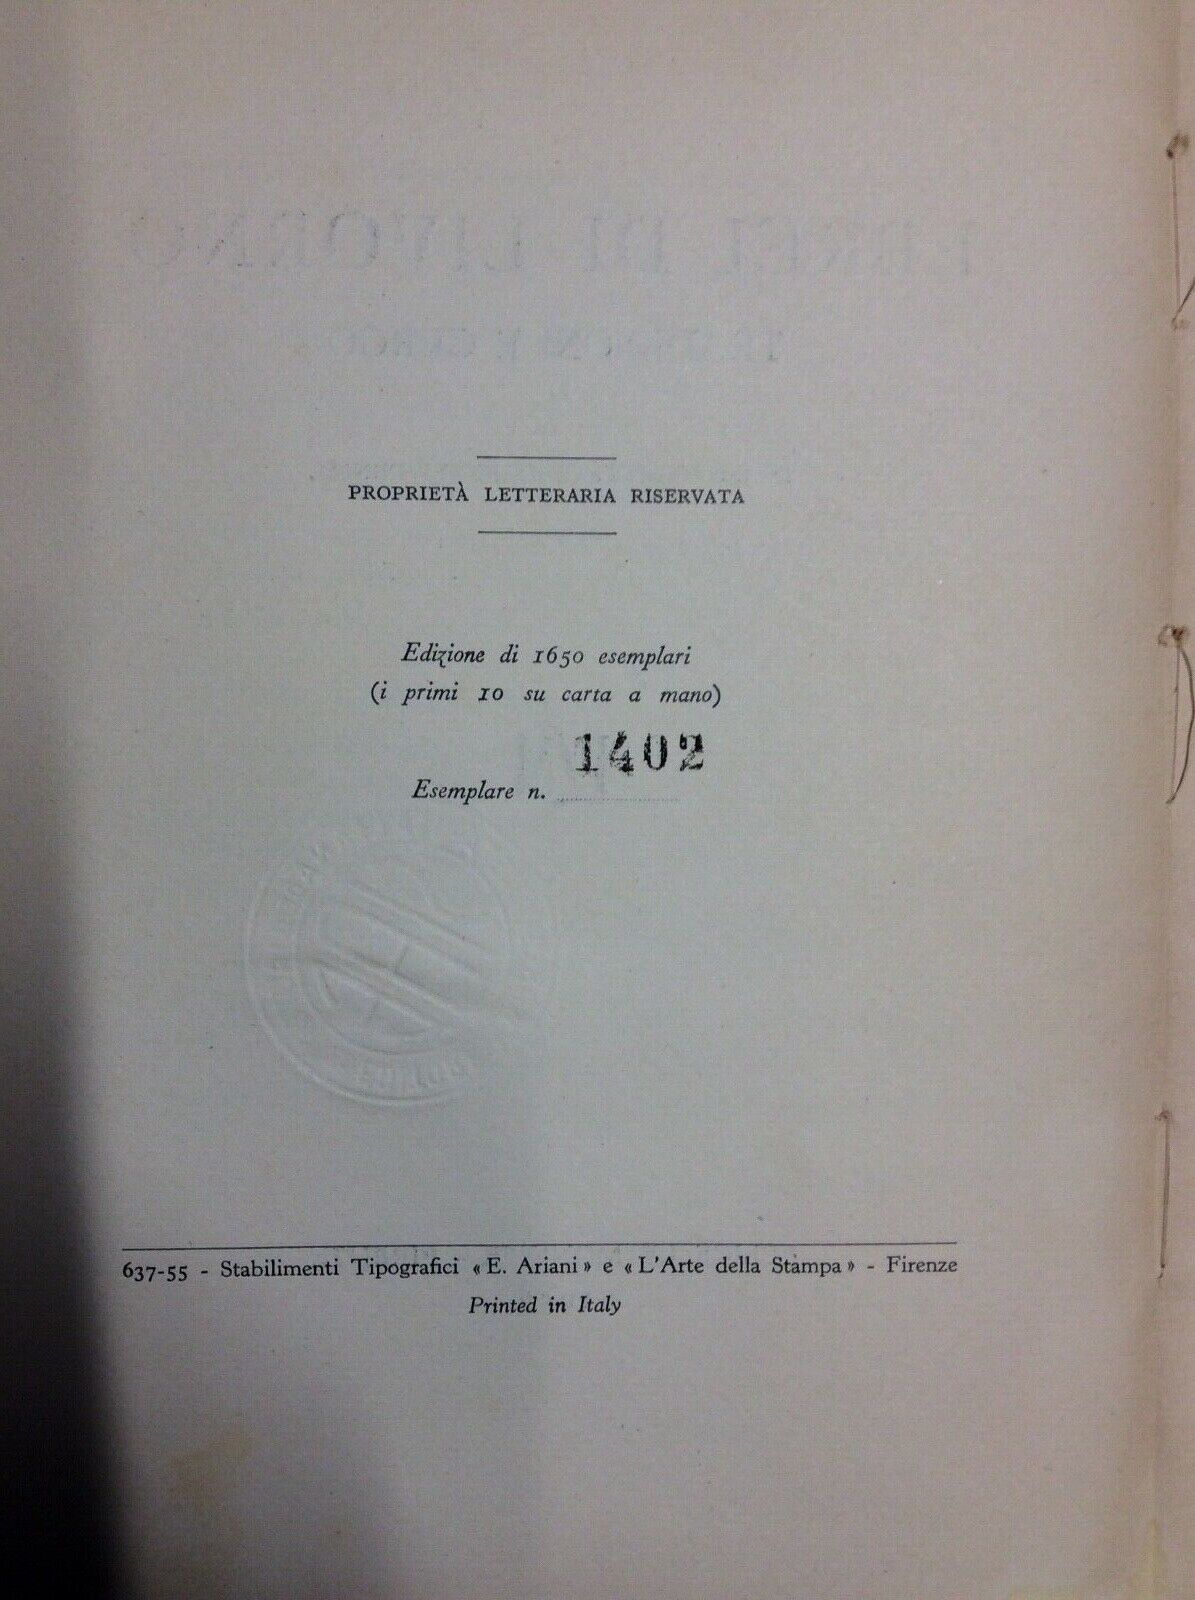 PROPRIETÀ LETTERARIA RISERVATA
Edizione di 1650 esemplari
(i primi 10 su carta a mano)
1402
Esemplare n.
637-55 - Stabilimenti Tipografici « E. Ariani » e « L'Arte della Stampa » - Firenze
Printed in Italy